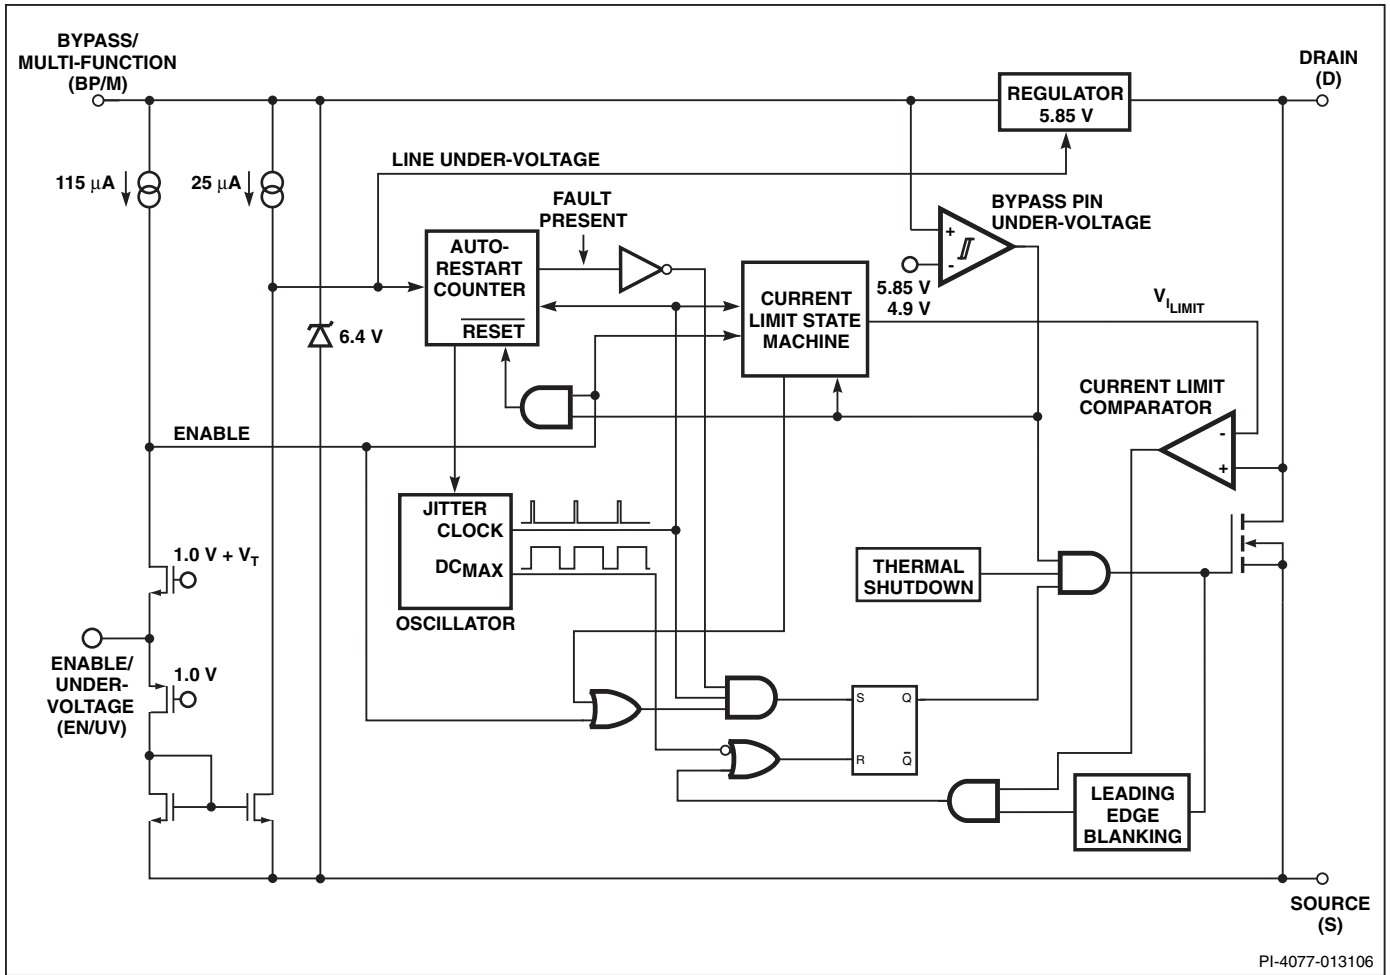 BYPASS/
MULTI-FUNCTION
(BP/M)
DRAIN
(D)
REGULATOR
5.85 V
LINE UNDER-VOLTAGE
115 μA
25 μA
FAULT
PRESENT
BYPASS PIN
UNDER-VOLTAGE
AUTO-
RESTART
COUNTER
RESET
+
-
5.85 V
4.9 V
CURRENT
LIMIT STATE
MACHINE
VILIMIT
6.4 V
CURRENT LIMIT
COMPARATOR
-
+
ENABLE
JITTER
CLOCK
DCMAX
OSCILLATOR
1.0 V + VT
THERMAL
SHUTDOWN
ENABLE/
UNDER-
VOLTAGE
(EN/UV)
1.0 V
S Q
R Q
LEADING
EDGE
BLANKING
SOURCE
(S)
PI-4077-013106